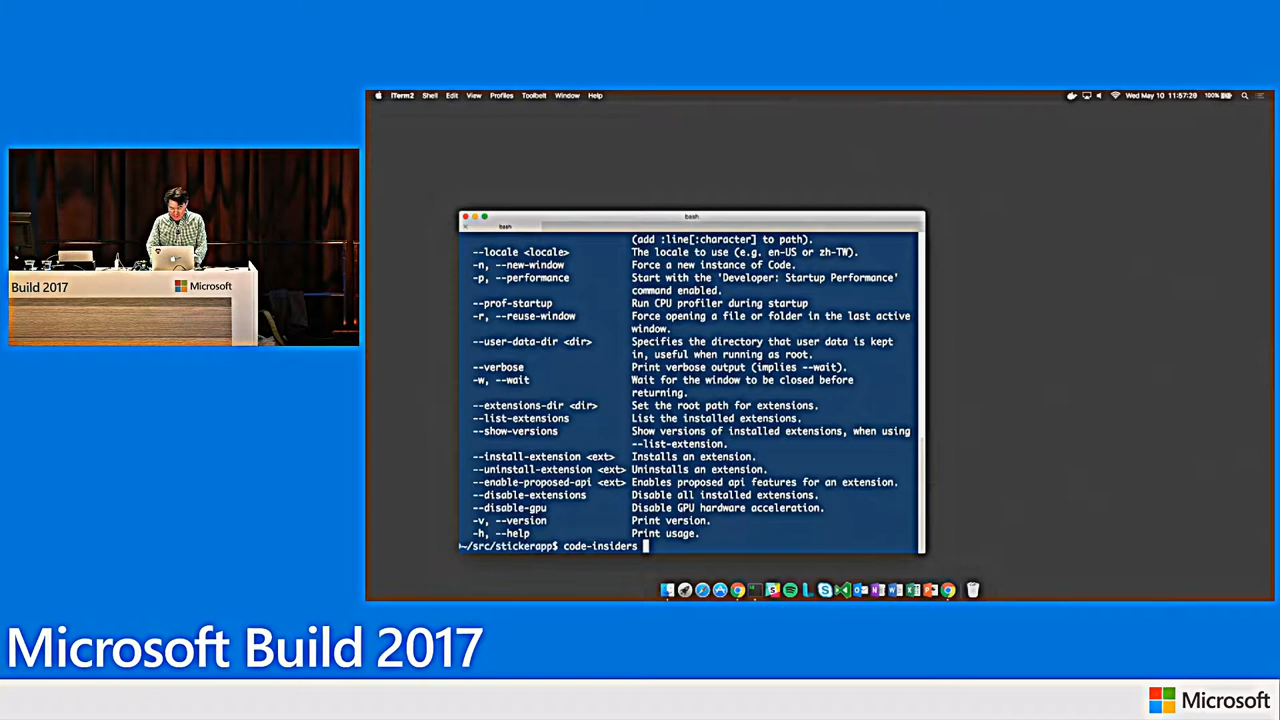 iTerm2 Shell Edit View Profiles Toolbelt Window Help
Wed May 10 11:57:29 100%
bash
bash
(add :line[:character] to path).
--locale <locale> The locale to use (e.g. en-US or zh-TW).
-n, --new-window Force a new instance of Code.
-p, --performance Start with the 'Developer: Startup Performance'
command enabled.
--prof-startup Run CPU profiler during startup
-r, --reuse-window Force opening a file or folder in the last active
window.
--user-data-dir <dir> Specifies the directory that user data is kept
in, useful when running as root.
--verbose Print verbose output (implies --wait).
-w, --wait Wait for the window to be closed before
returning.
--extensions-dir <dir> Set the root path for extensions.
--list-extensions List the installed extensions.
--show-versions Show versions of installed extensions, when using
--list-extension.
--install-extension <ext> Installs an extension.
--uninstall-extension <ext> Uninstalls an extension.
--enable-proposed-api <ext> Enables proposed api features for an extension.
--disable-extensions Disable all installed extensions.
--disable-gpu Disable GPU hardware acceleration.
-v, --version Print version.
-h, --help Print usage.
~/src/stickerapp$ code-insiders
Build 2017
Microsoft
Microsoft Build 2017
Microsoft